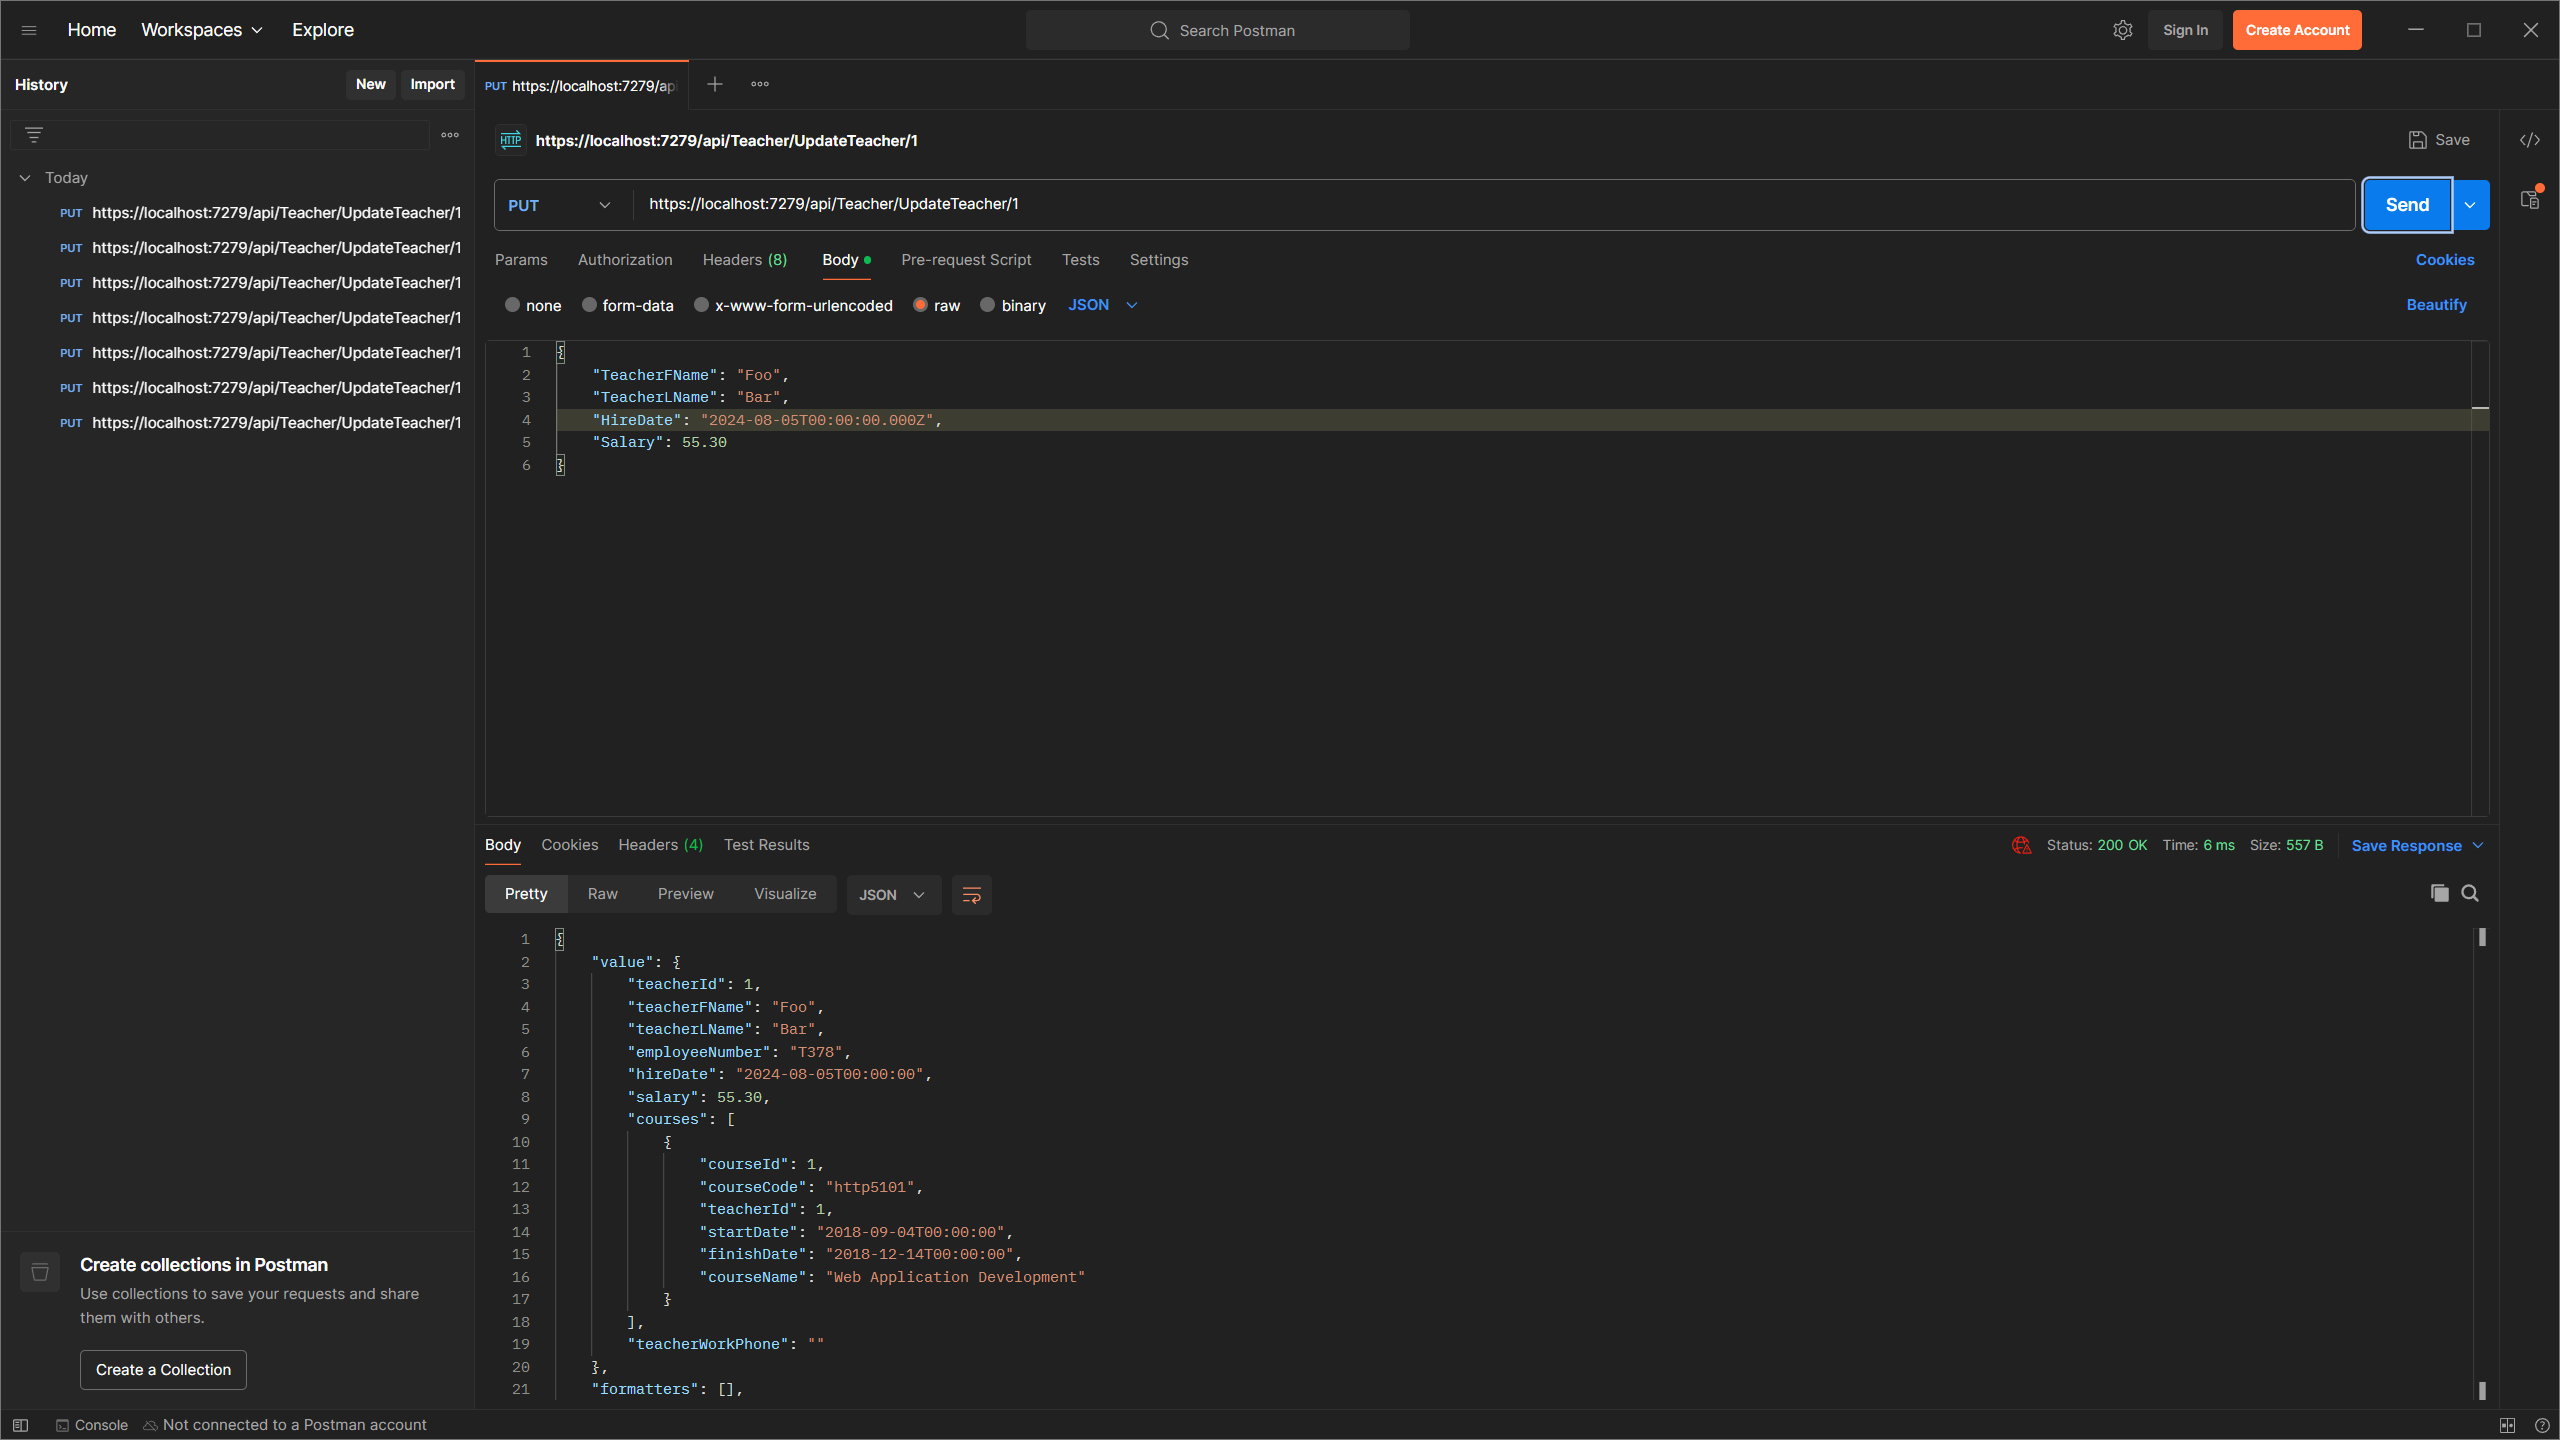 Home Workspaces Explore Search Postman Sign In Create Account
History New Import PUT https://localhost:7279/api
HTTP https://localhost:7279/api/Teacher/UpdateTeacher/1 Save
Today
PUT https://localhost:7279/api/Teacher/UpdateTeacher/1
PUT https://localhost:7279/api/Teacher/UpdateTeacher/1
PUT https://localhost:7279/api/Teacher/UpdateTeacher/1
PUT https://localhost:7279/api/Teacher/UpdateTeacher/1
PUT https://localhost:7279/api/Teacher/UpdateTeacher/1
PUT https://localhost:7279/api/Teacher/UpdateTeacher/1
PUT https://localhost:7279/api/Teacher/UpdateTeacher/1
PUT https://localhost:7279/api/Teacher/UpdateTeacher/1 Send
Params Authorization Headers (8) Body Pre-request Script Tests Settings Cookies
none form-data x-www-form-urlencoded raw binary JSON Beautify
1 {
2 "TeacherFName": "Foo",
3 "TeacherLName": "Bar",
4 "HireDate": "2024-08-05T00:00:00.000Z",
5 "Salary": 55.30
6 }
Body Cookies Headers (4) Test Results Status: 200 OK Time: 6 ms Size: 557 B Save Response
Pretty Raw Preview Visualize JSON
1 {
2 "value": {
3 "teacherId": 1,
4 "teacherFName": "Foo",
5 "teacherLName": "Bar",
6 "employeeNumber": "T378",
7 "hireDate": "2024-08-05T00:00:00",
8 "salary": 55.30,
9 "courses": [
10 {
11 "courseId": 1,
12 "courseCode": "http5101",
13 "teacherId": 1,
14 "startDate": "2018-09-04T00:00:00",
15 "finishDate": "2018-12-14T00:00:00",
16 "courseName": "Web Application Development"
17 }
18 ],
19 "teacherWorkPhone": ""
20 },
21 "formatters": [],
Create collections in Postman
Use collections to save your requests and share
them with others.
Create a Collection
Console Not connected to a Postman account